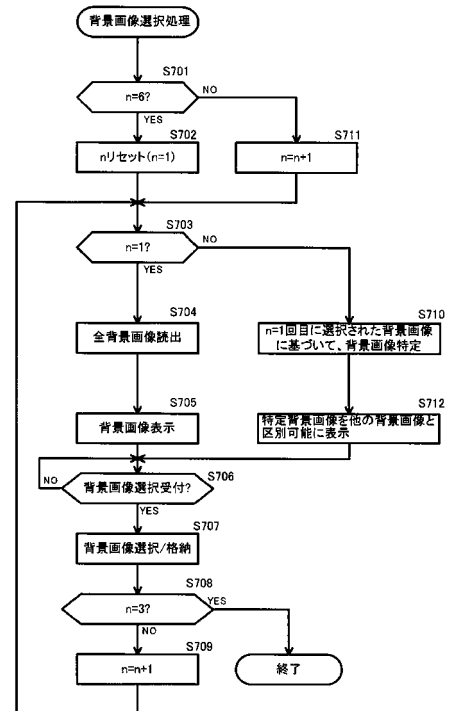 背景画像選択処理
S701
n=6?
NO
YES
S702
S711
nリセット(n=1)
n=n+1
S703
n=1?
NO
YES
S704
S710
全背景画像読出
n=1回目に選択された背景画像
に基づいて、背景画像特定
S705
S712
背景画像表示
特定背景画像を他の背景画像と
区別可能に表示
NO
S706
背景画像選択受付?
YES
S707
背景画像選択/格納
S708
n=3?
YES
NO
S709
n=n+1
終了